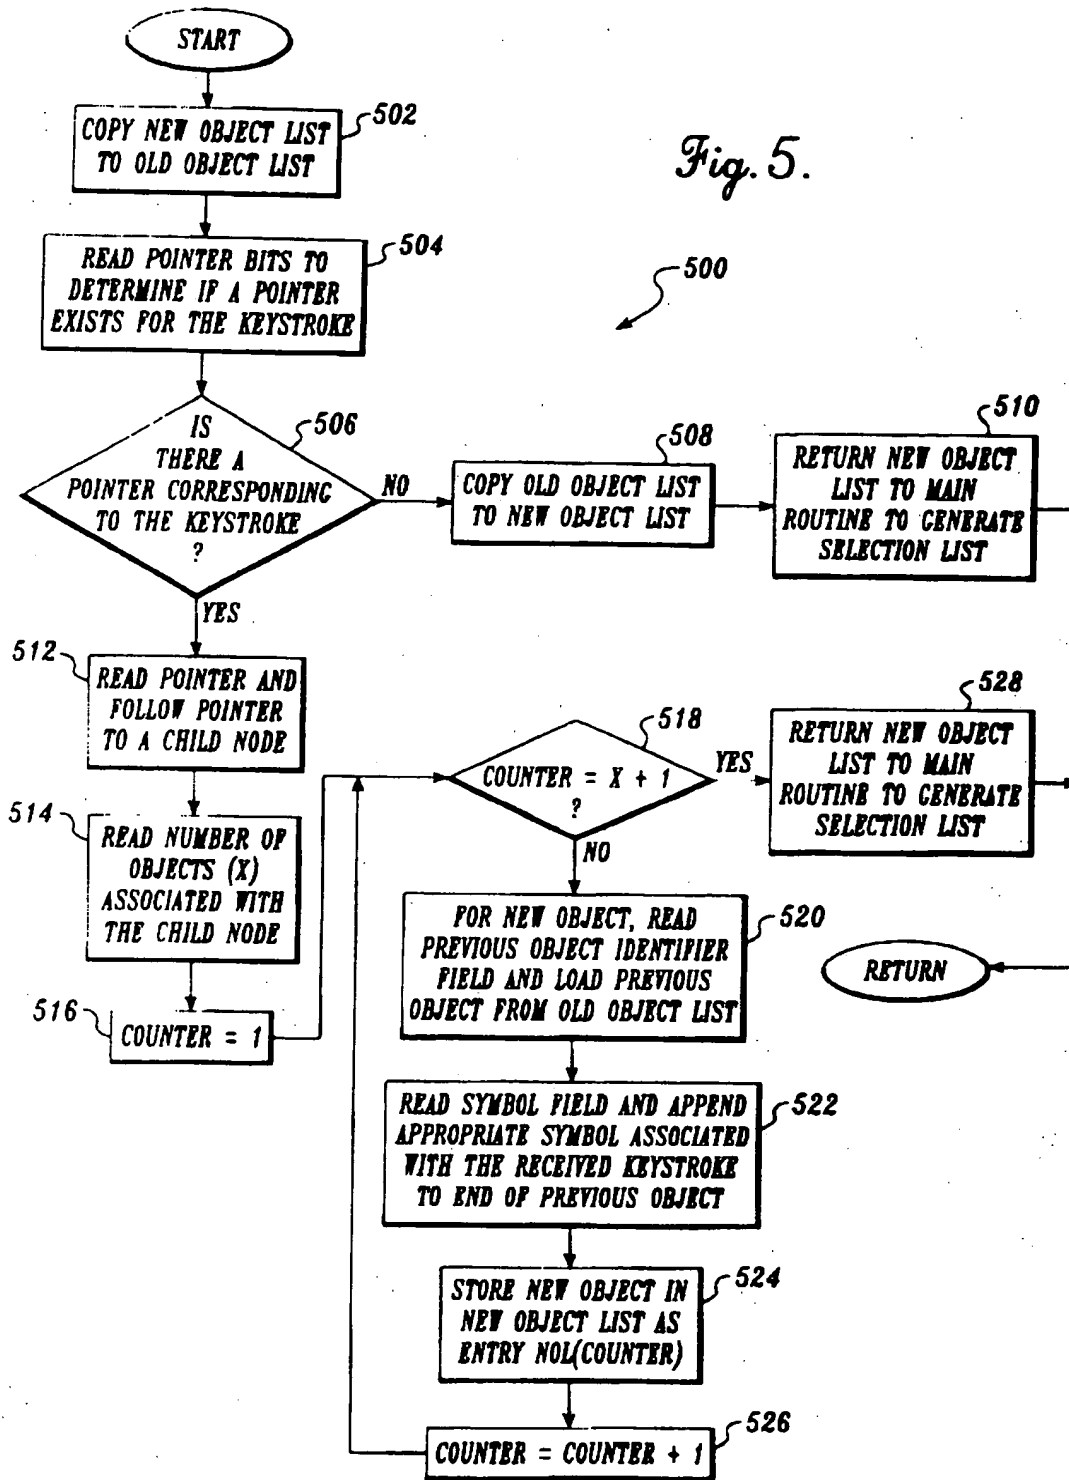 START
502
COPY NEW OBJECT LIST
TO OLD OBJECT LIST
Fig. 5.
504
READ POINTER BITS TO
DETERMINE IF A POINTER
EXISTS FOR THE KEYSTROKE
500
506
IS
THERE A
POINTER CORRESPONDING
TO THE KEYSTROKE
?
NO
508
COPY OLD OBJECT LIST
TO NEW OBJECT LIST
510
RETURN NEW OBJECT
LIST TO MAIN
ROUTINE TO GENERATE
SELECTION LIST
YES
512
READ POINTER AND
FOLLOW POINTER
TO A CHILD NODE
514
READ NUMBER OF
OBJECTS (X)
ASSOCIATED WITH
THE CHILD NODE
516
COUNTER = 1
518
COUNTER = X + 1
?
YES
528
RETURN NEW OBJECT
LIST TO MAIN
ROUTINE TO GENERATE
SELECTION LIST
NO
520
FOR NEW OBJECT, READ
PREVIOUS OBJECT IDENTIFIER
FIELD AND LOAD PREVIOUS
OBJECT FROM OLD OBJECT LIST
RETURN
522
READ SYMBOL FIELD AND APPEND
APPROPRIATE SYMBOL ASSOCIATED
WITH THE RECEIVED KEYSTROKE
TO END OF PREVIOUS OBJECT
524
STORE NEW OBJECT IN
NEW OBJECT LIST AS
ENTRY NOL(COUNTER)
526
COUNTER = COUNTER + 1